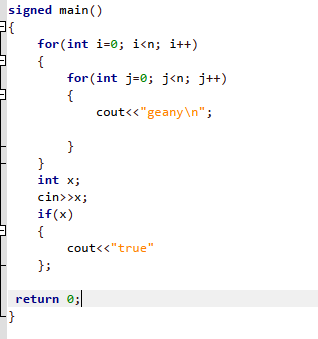 signed main()
{
    for(int i=0; i<n; i++)
    {
        for(int j=0; j<n; j++)
        {
            cout<<"geany\n";

        }
    }
    int x;
    cin>>x;
    if(x)
    {
        cout<<"true"
    };

 return 0;
}